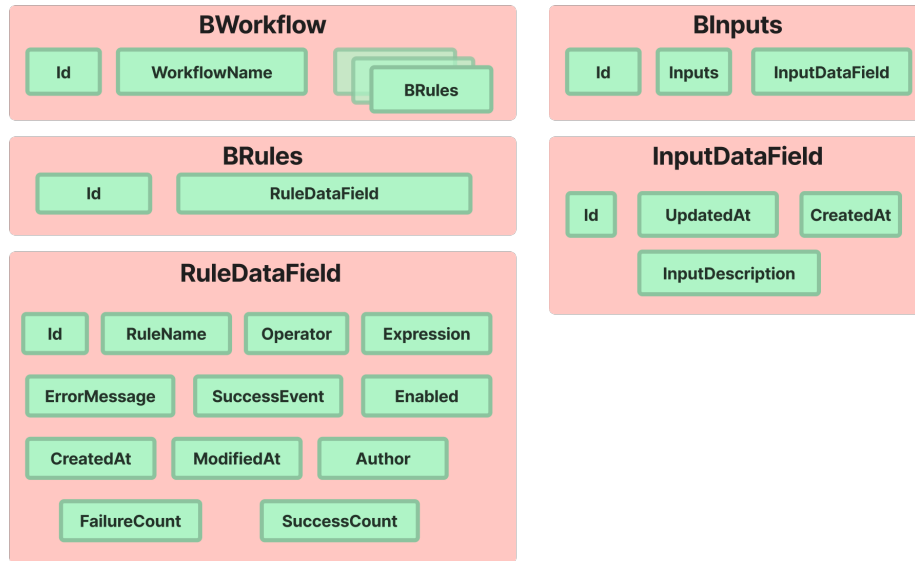 BWorkflow
Id WorkflowName BRules
BRules
Id RuleDataField
RuleDataField
Id RuleName Operator Expression
ErrorMessage SuccessEvent Enabled
CreatedAt ModifiedAt Author
FailureCount SuccessCount
BInputs
Id Inputs InputDataField
InputDataField
Id UpdatedAt CreatedAt
InputDescription